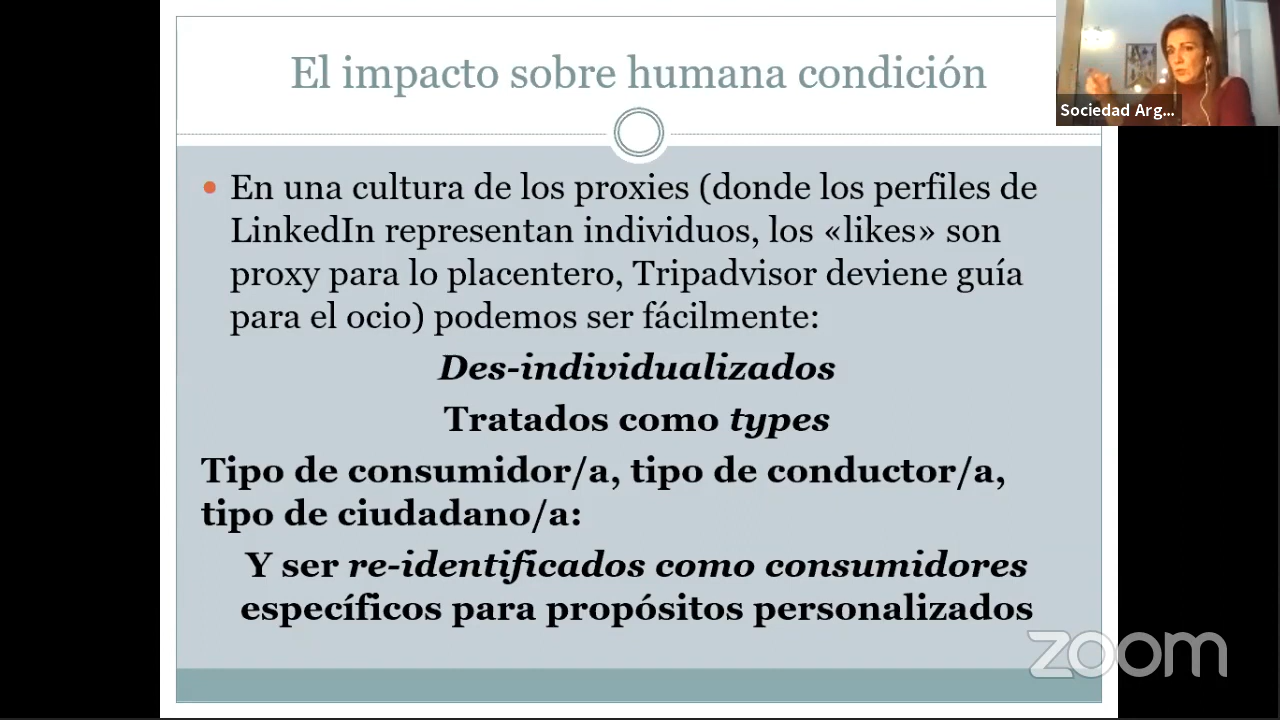 El impacto sobre humana condición
Sociedad Arg...
• En una cultura de los proxies (donde los perfiles de
LinkedIn representan individuos, los «likes» son
proxy para lo placentero, Tripadvisor deviene guía
para el ocio) podemos ser fácilmente:
Des-individualizados
Tratados como types
Tipo de consumidor/a, tipo de conductor/a,
tipo de ciudadano/a:
Y ser re-identificados como consumidores
específicos para propósitos personalizados
zoom